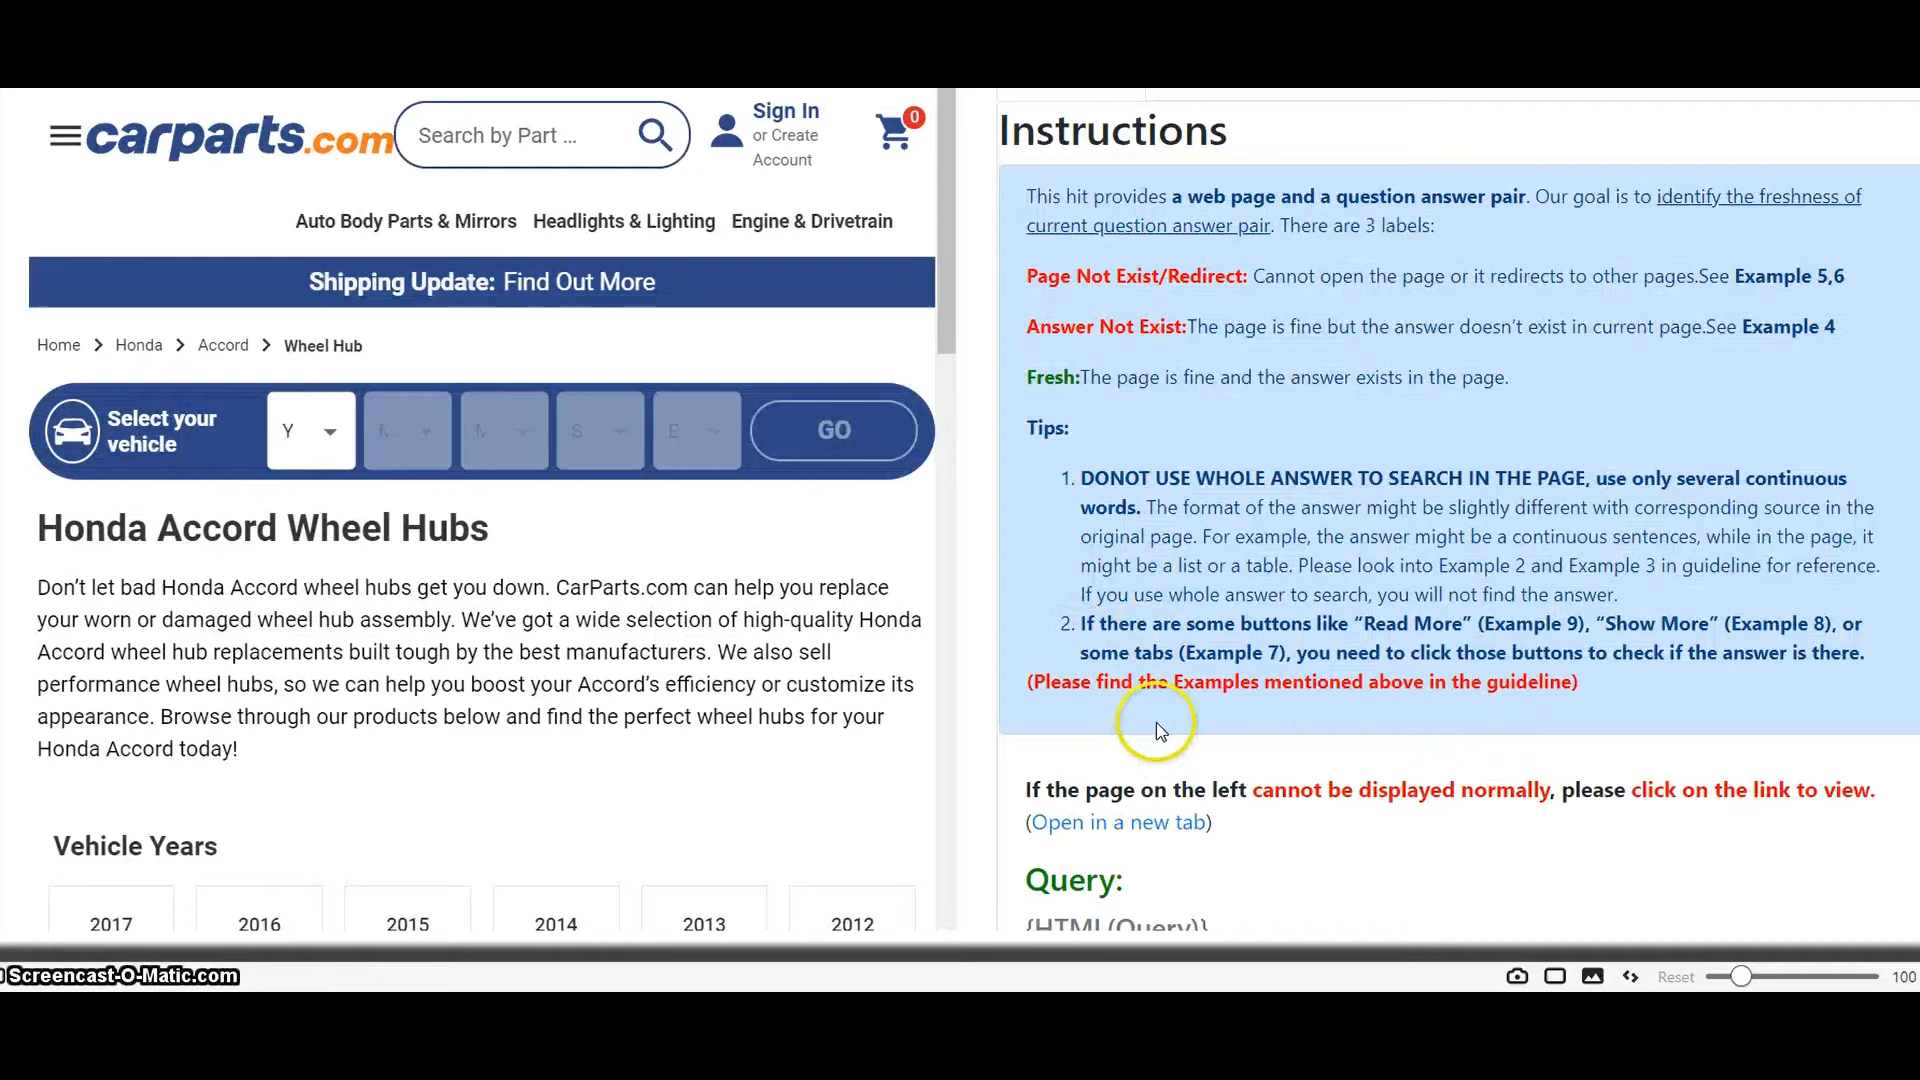 carparts.com
Search by Part ...
Sign In
or Create
Account
0
Auto Body Parts & Mirrors Headlights & Lighting Engine & Drivetrain
Shipping Update: Find Out More
Home > Honda > Accord > Wheel Hub
Select your
vehicle
Y M M S E GO
Honda Accord Wheel Hubs
Don’t let bad Honda Accord wheel hubs get you down. CarParts.com can help you replace
your worn or damaged wheel hub assembly. We’ve got a wide selection of high-quality Honda
Accord wheel hub replacements built tough by the best manufacturers. We also sell
performance wheel hubs, so we can help you boost your Accord’s efficiency or customize its
appearance. Browse through our products below and find the perfect wheel hubs for your
Honda Accord today!
Vehicle Years
2017 2016 2015 2014 2013 2012
Instructions
This hit provides a web page and a question answer pair. Our goal is to identify the freshness of
current question answer pair. There are 3 labels:
Page Not Exist/Redirect: Cannot open the page or it redirects to other pages.See Example 5,6
Answer Not Exist:The page is fine but the answer doesn’t exist in current page.See Example 4
Fresh:The page is fine and the answer exists in the page.
Tips:
1. DONOT USE WHOLE ANSWER TO SEARCH IN THE PAGE, use only several continuous
words. The format of the answer might be slightly different with corresponding source in the
original page. For example, the answer might be a continuous sentences, while in the page, it
might be a list or a table. Please look into Example 2 and Example 3 in guideline for reference.
If you use whole answer to search, you will not find the answer.
2. If there are some buttons like “Read More” (Example 9), “Show More” (Example 8), or
some tabs (Example 7), you need to click those buttons to check if the answer is there.
(Please find the Examples mentioned above in the guideline)
If the page on the left cannot be displayed normally, please click on the link to view.
(Open in a new tab)
Query:
{HTML(Query)}
Screencast-O-Matic.com
Reset 100